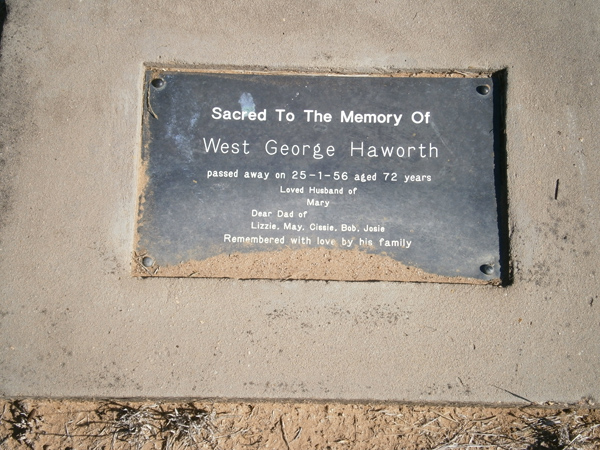 Sacred To The Memory Of
West George Haworth
passed away on 25-1-56 aged 72 years
Loved Husband of
Mary
Dear Dad of
Lizzie, May, Cissie, Bob, Josie
Remembered with love by his family